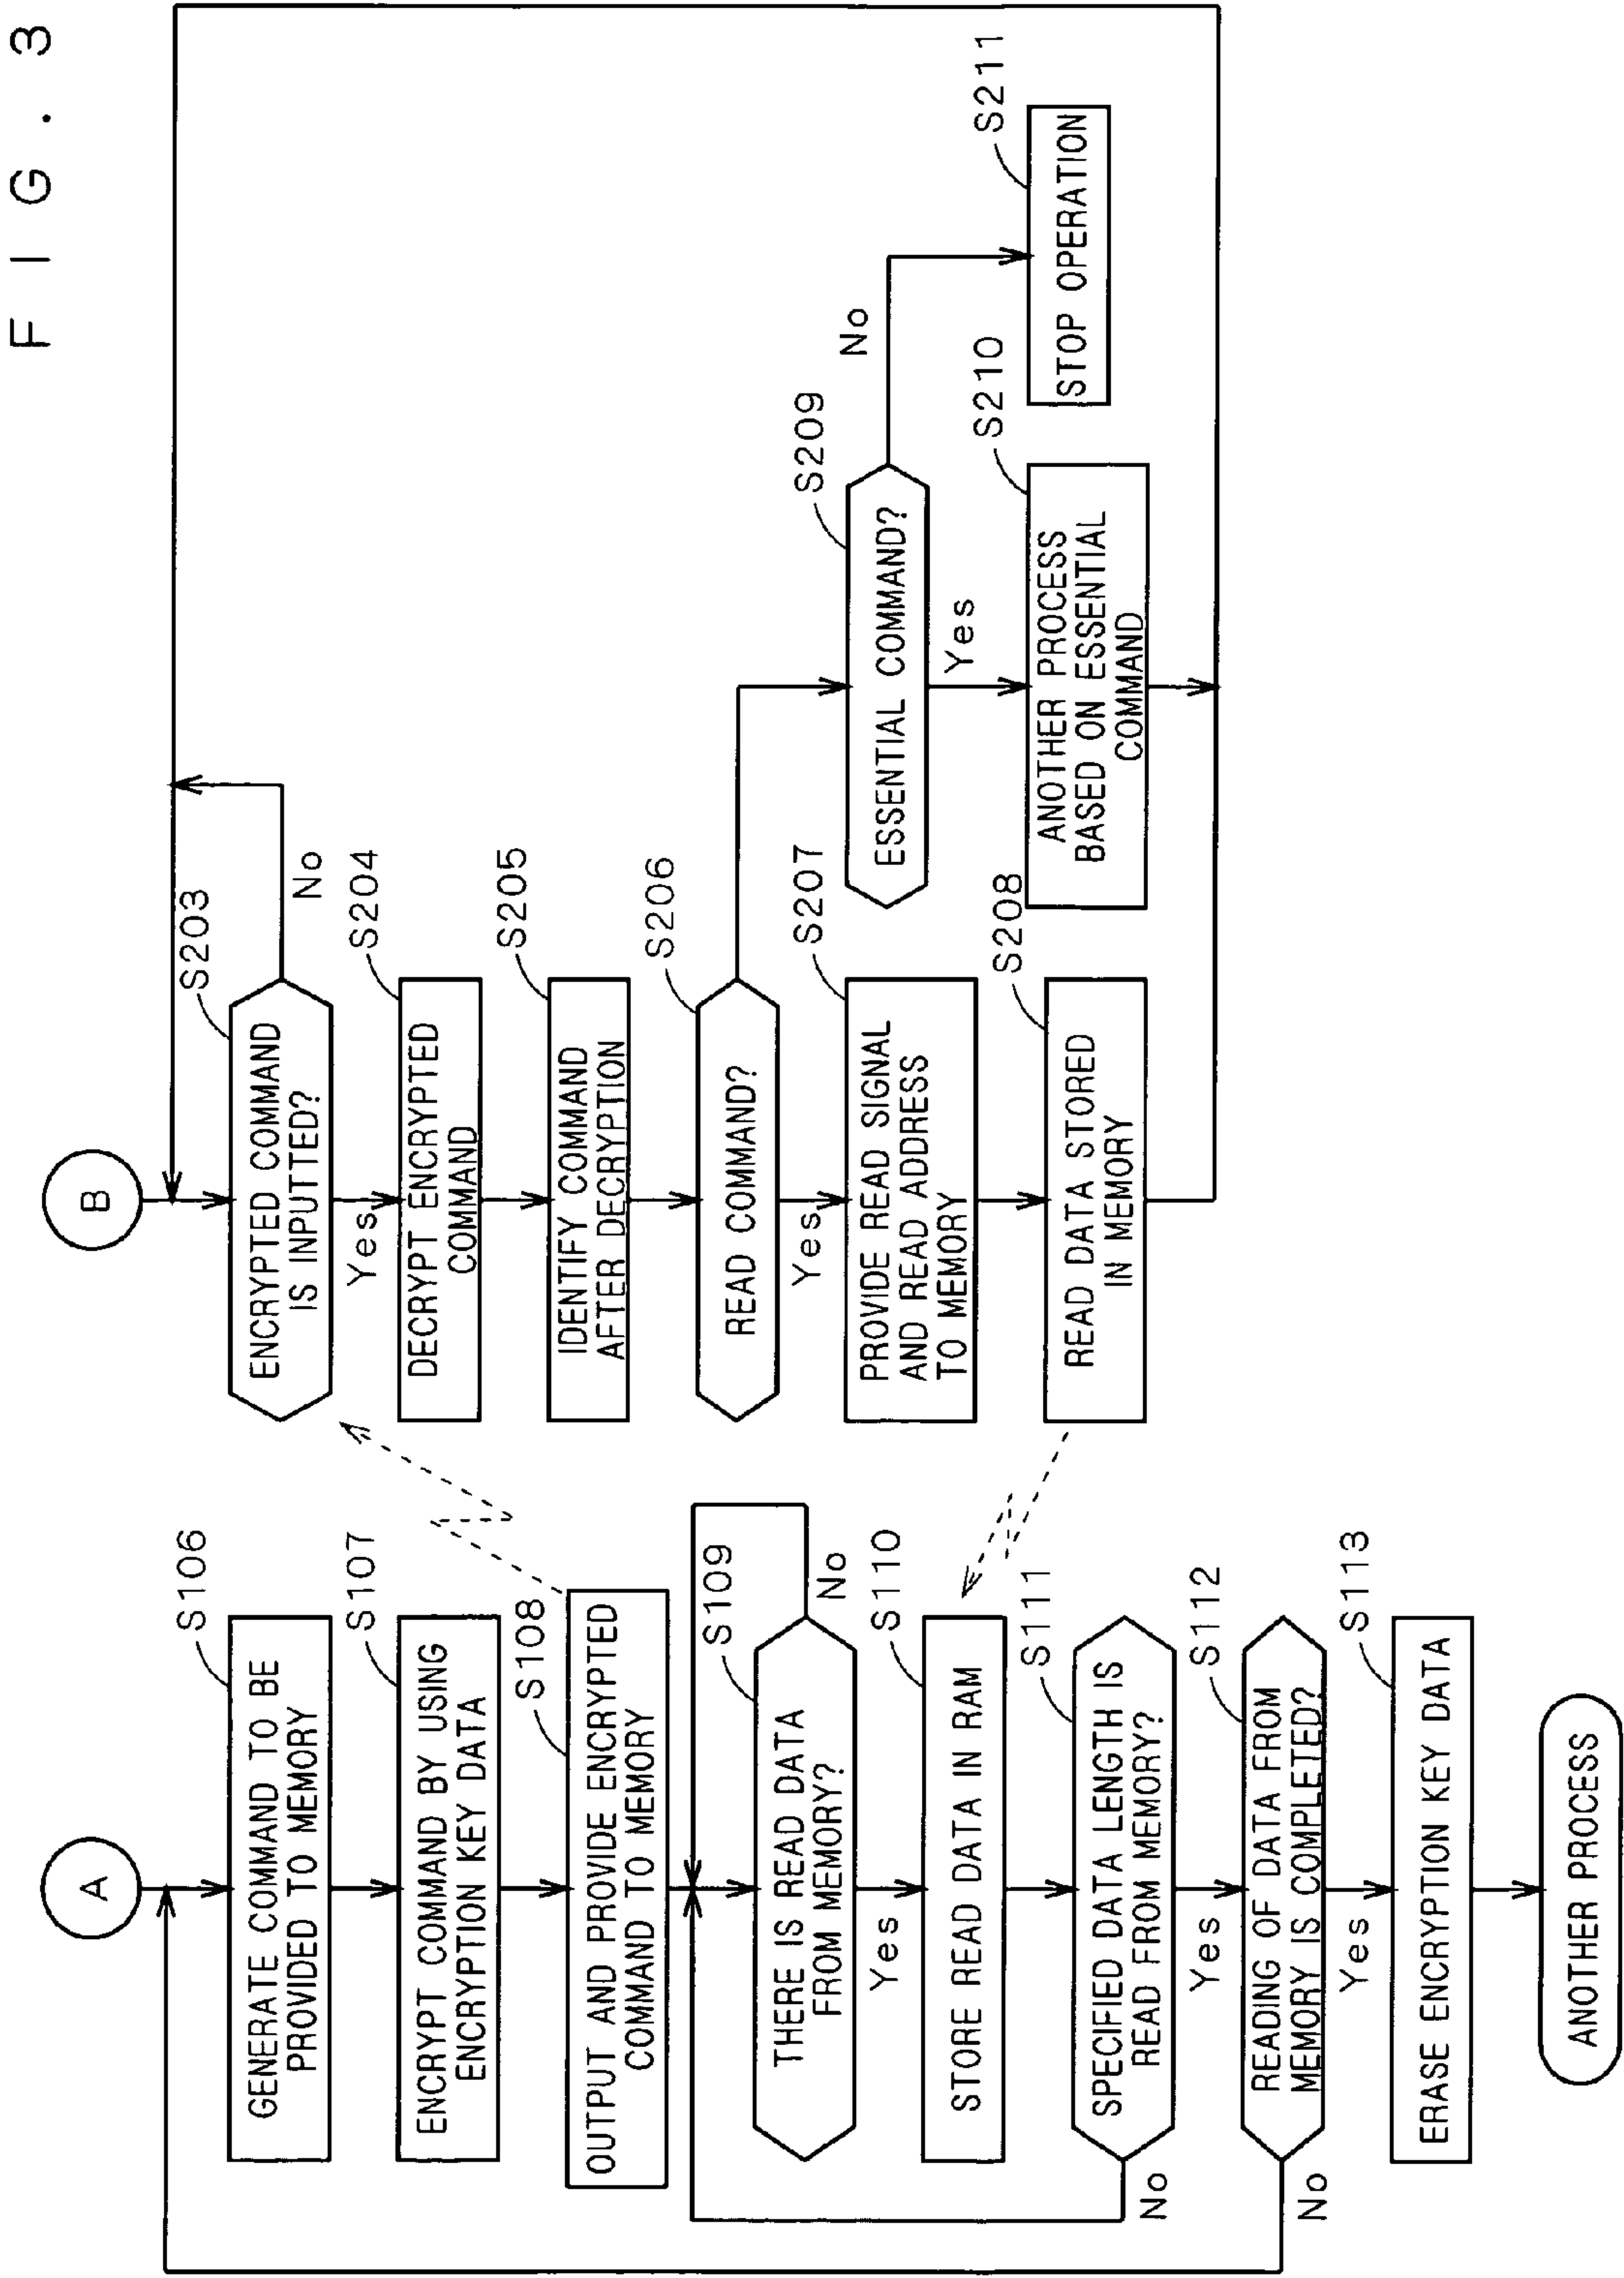 F I G . 3
A
S106
GENERATE COMMAND TO BE
PROVIDED TO MEMORY
S107
ENCRYPT COMMAND BY USING
ENCRYPTION KEY DATA
S108
OUTPUT AND PROVIDE ENCRYPTED
COMMAND TO MEMORY
S109
THERE IS READ DATA
FROM MEMORY?
No
Yes
S110
STORE READ DATA IN RAM
S111
SPECIFIED DATA LENGTH IS
READ FROM MEMORY?
No
Yes
S112
READING OF DATA FROM
MEMORY IS COMPLETED?
No
Yes
S113
ERASE ENCRYPTION KEY DATA
ANOTHER PROCESS
B
S203
ENCRYPTED COMMAND
IS INPUTTED?
No
Yes
S204
DECRYPT ENCRYPTED
COMMAND
S205
IDENTIFY COMMAND
AFTER DECRYPTION
S206
READ COMMAND?
Yes
S207
PROVIDE READ SIGNAL
AND READ ADDRESS
TO MEMORY
S208
READ DATA STORED
IN MEMORY
S209
ESSENTIAL COMMAND?
No
Yes
S210
ANOTHER PROCESS
BASED ON ESSENTIAL
COMMAND
S211
STOP OPERATION